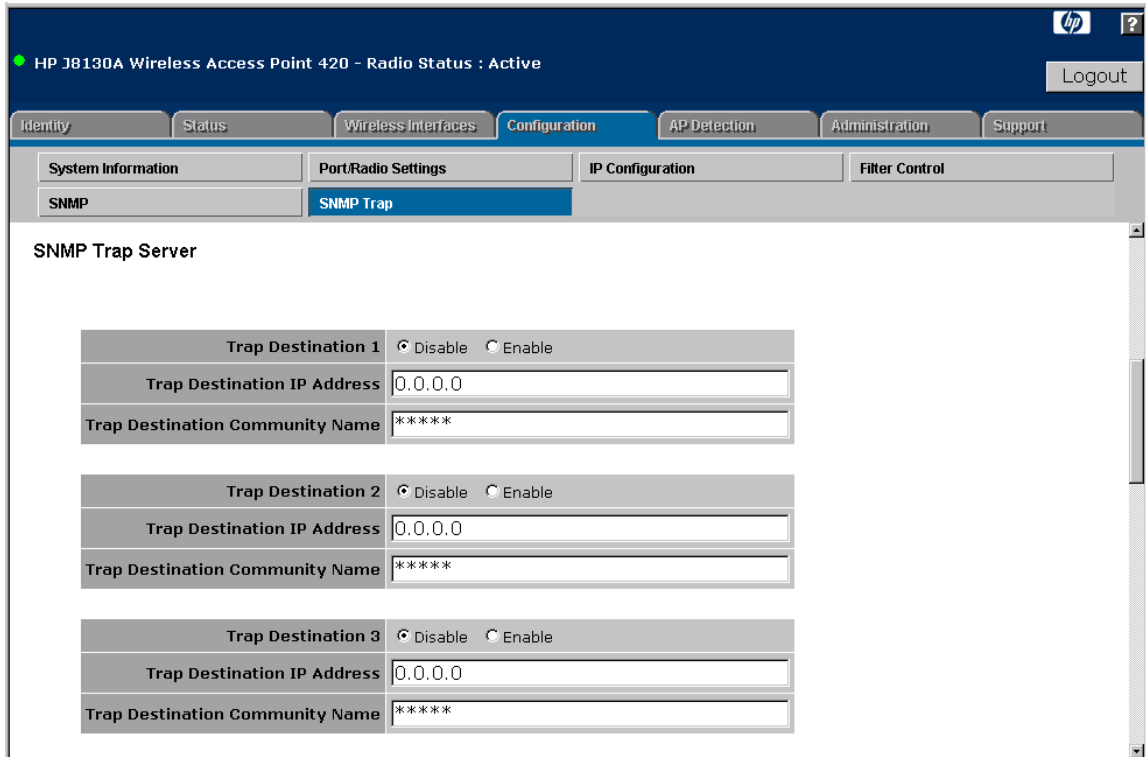 hp ?
HP J8130A Wireless Access Point 420 - Radio Status : Active
Logout
Identity Status Wireless Interfaces Configuration AP Detection Administration Support
System Information Port/Radio Settings IP Configuration Filter Control
SNMP SNMP Trap
SNMP Trap Server
Trap Destination 1 Disable Enable
Trap Destination IP Address 0.0.0.0
Trap Destination Community Name *****
Trap Destination 2 Disable Enable
Trap Destination IP Address 0.0.0.0
Trap Destination Community Name *****
Trap Destination 3 Disable Enable
Trap Destination IP Address 0.0.0.0
Trap Destination Community Name *****